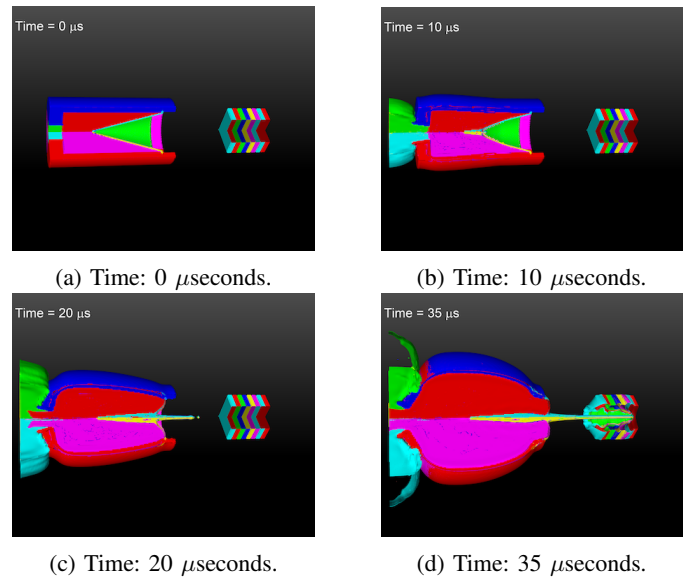 Time = 0 μs
Time = 10 μs
(a) Time: 0 μseconds.
(b) Time: 10 μseconds.
Time = 20 μs
Time = 35 μs
(c) Time: 20 μseconds.
(d) Time: 35 μseconds.